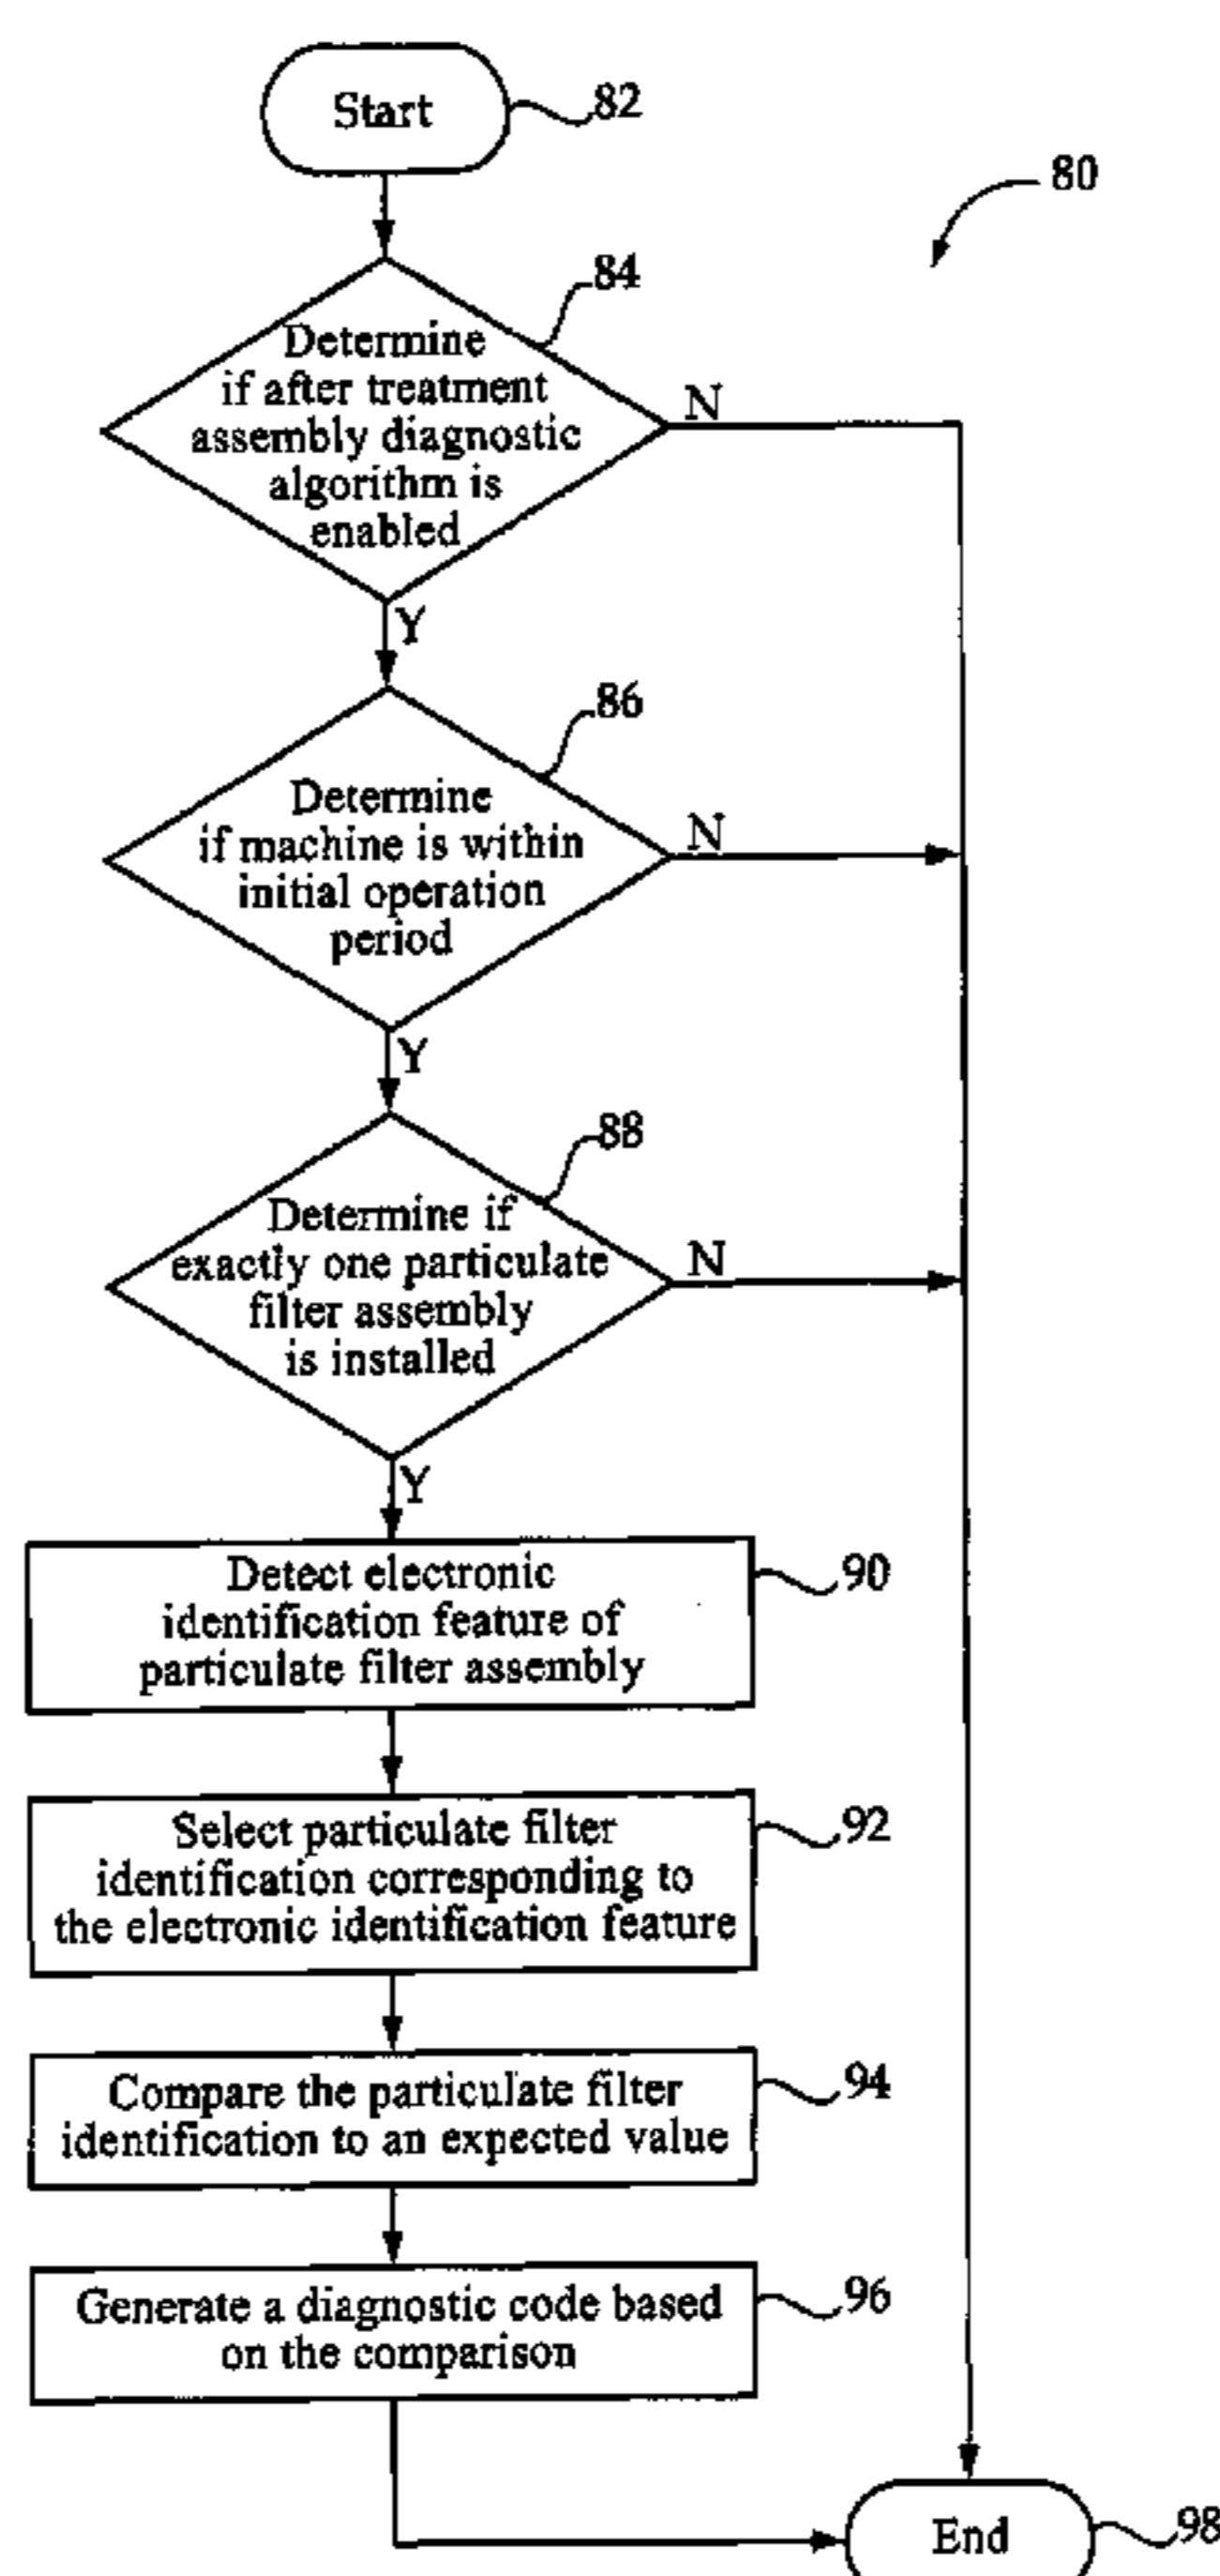 Start
82
80
84
Determine
if after treatment
assembly diagnostic
algorithm is
enabled
N
Y
86
Determine
if machine is within
initial operation
period
N
Y
88
Determine if
exactly one particulate
filter assembly
is installed
N
Y
Detect electronic
identification feature of
particulate filter assembly
90
Select particulate filter
identification corresponding to
the electronic identification feature
92
Compare the particulate filter
identification to an expected value
94
Generate a diagnostic code based
on the comparison
96
End
98